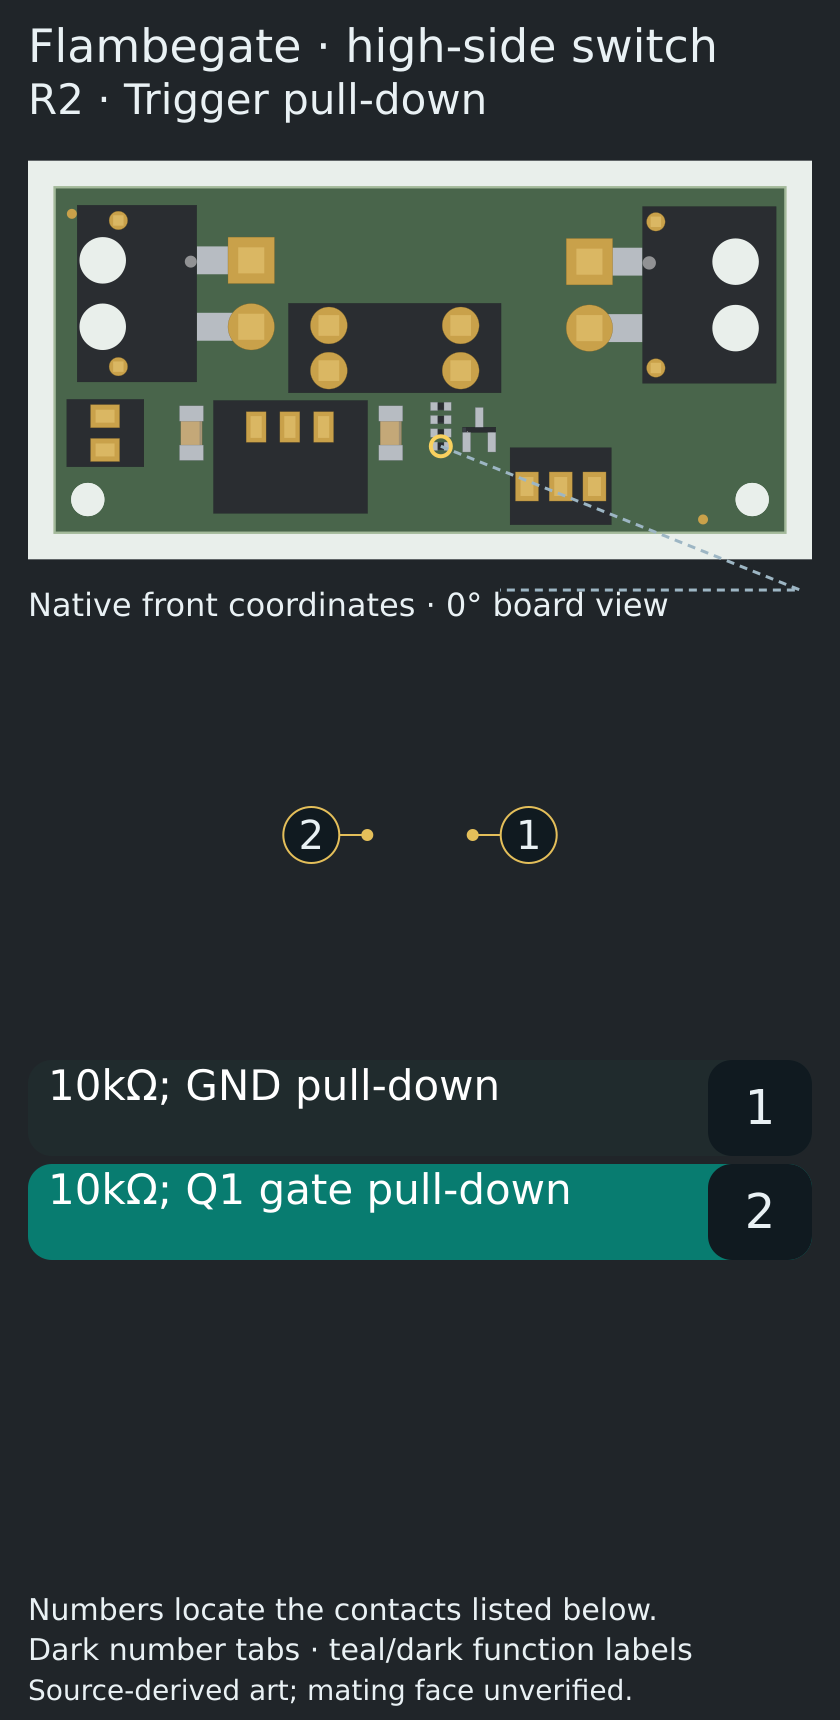 Flambegate · high-side switch
R2 · Trigger pull-down
Native front coordinates · 0° board view
2 1
10kΩ; GND pull-down 1
10kΩ; Q1 gate pull-down 2
Numbers locate the contacts listed below.
Dark number tabs · teal/dark function labels
Source-derived art; mating face unverified.